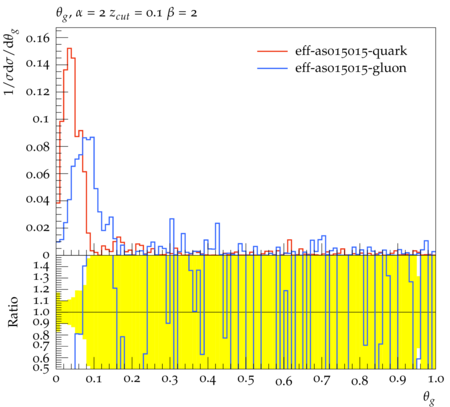 θg, α = 2 zcut = 0.1 β = 2
1/σdσ/dθg
0.16
0.14
0.12
0.1
0.08
0.06
0.04
0.02
0
eff-as015015-quark
eff-as015015-gluon
Ratio
1.4
1.3
1.2
1.1
1.0
0.9
0.8
0.7
0.6
0.5
0 0.1 0.2 0.3 0.4 0.5 0.6 0.7 0.8 0.9 1.0
θg